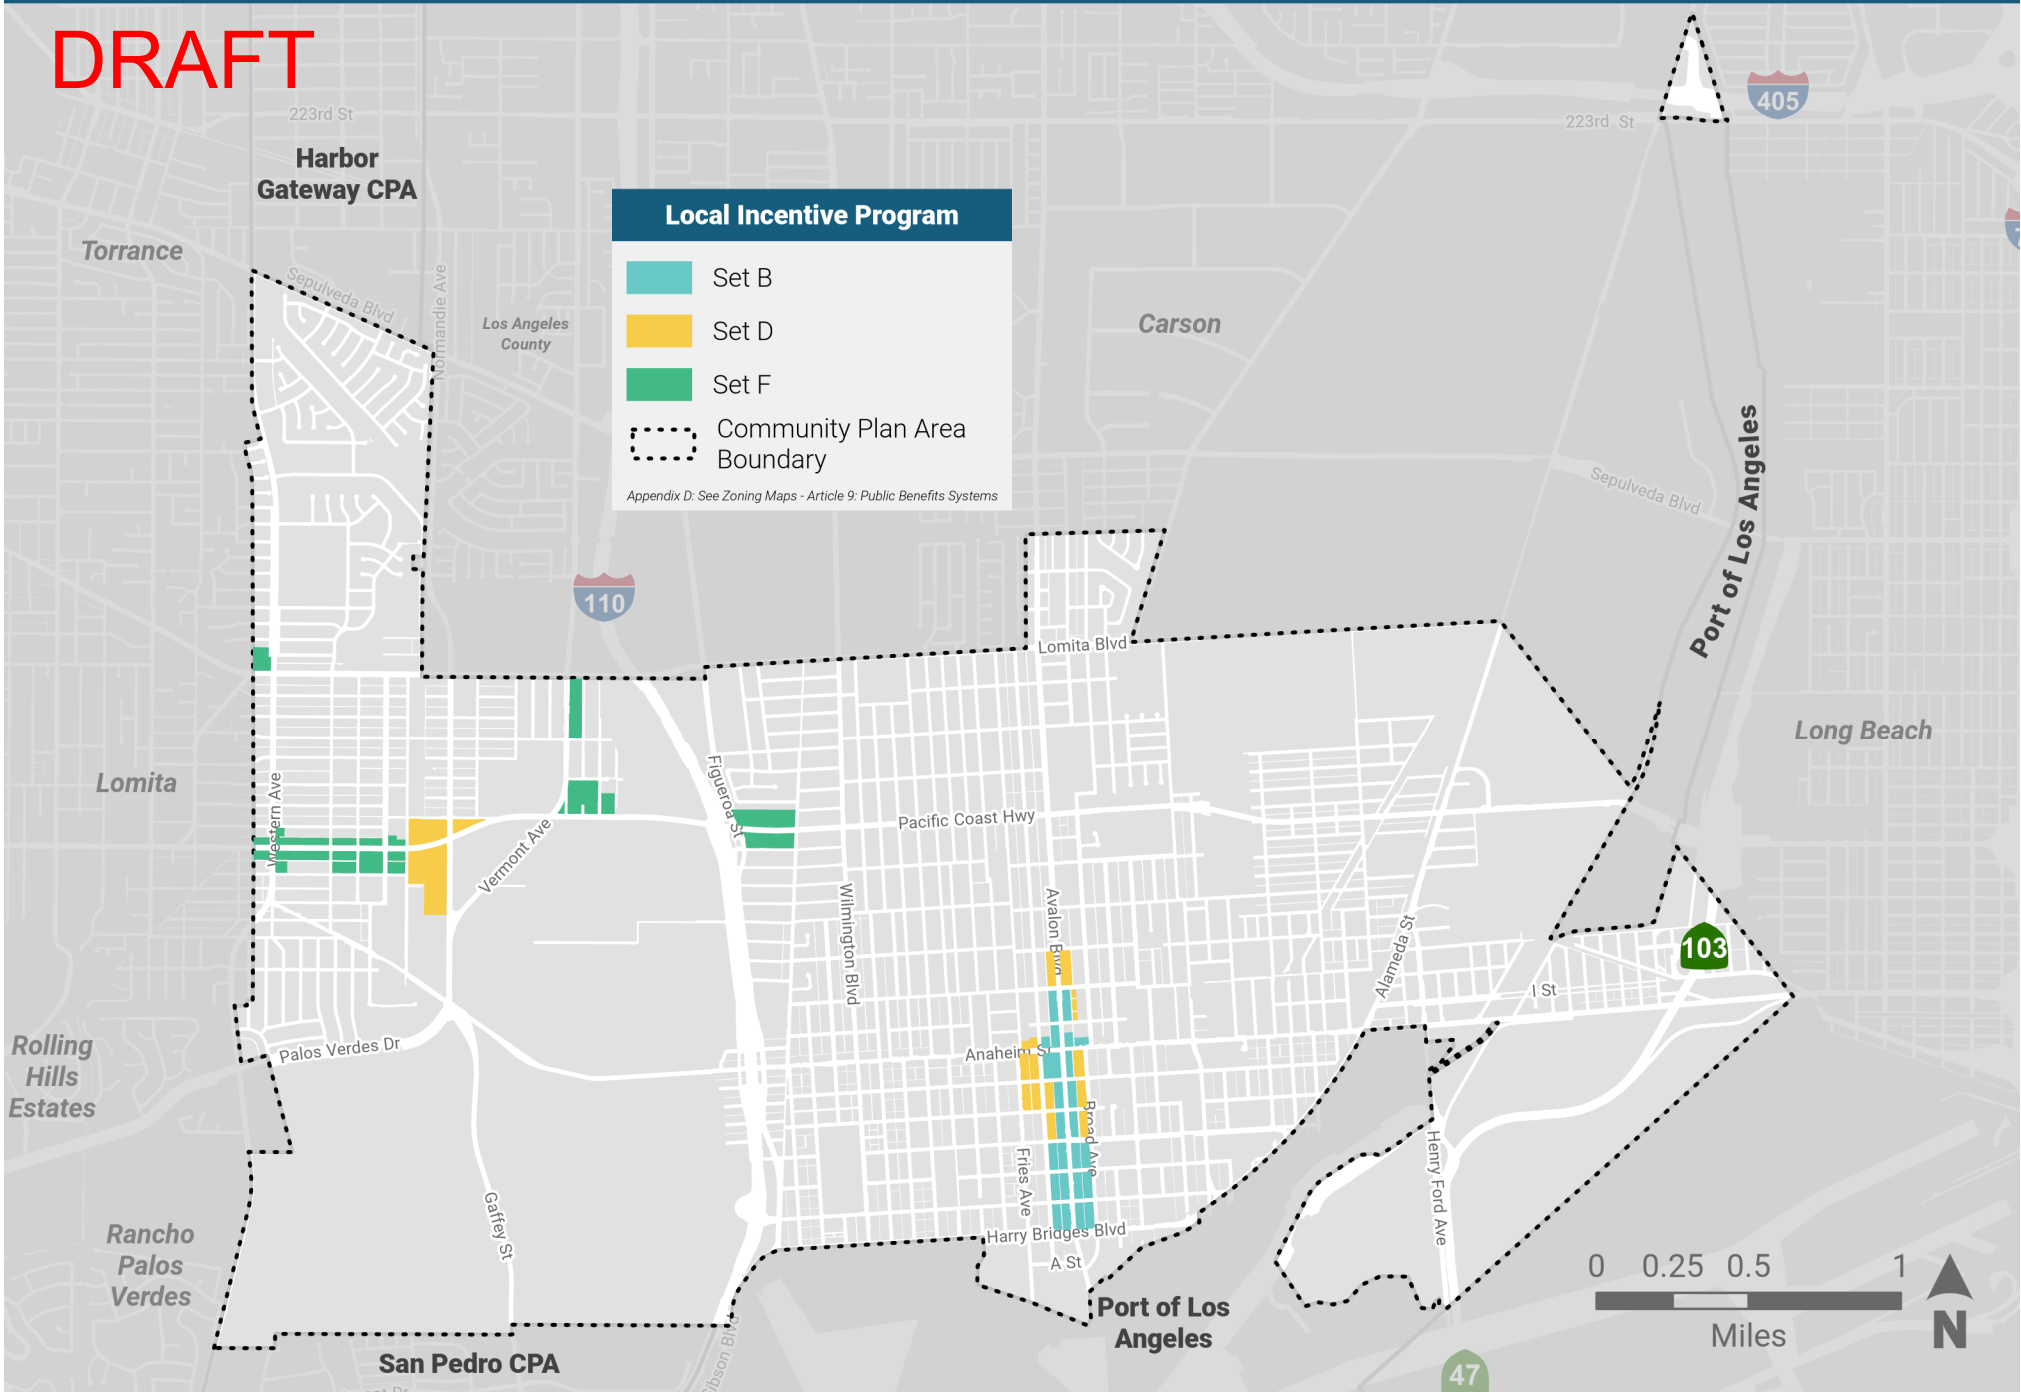 DRAFT
223rd St
Harbor
Gateway CPA
405
223rd St
Torrance
Local Incentive Program
Set B
Set D
Set F
Community Plan Area
Boundary
Appendix D: See Zoning Maps - Article 9: Public Benefits Systems
Sepulveda Blvd
Normandie Ave
Los Angeles
County
Carson
Port of Los Angeles
Sepulveda Blvd
110
Lomita Blvd
Long Beach
Lomita
Western Ave
Figueroa St
Pacific Coast Hwy
Vermont Ave
Wilmington Blvd
Avalon Blvd
Alameda St
103
I St
Rolling
Hills
Estates
Palos Verdes Dr
Anaheim St
Broad Ave
Fries Ave
Henry Ford Ave
Gaffey St
Harry Bridges Blvd
A St
Rancho
Palos
Verdes
Port of Los
Angeles
San Pedro CPA
0 0.25 0.5 1
Miles
N
47